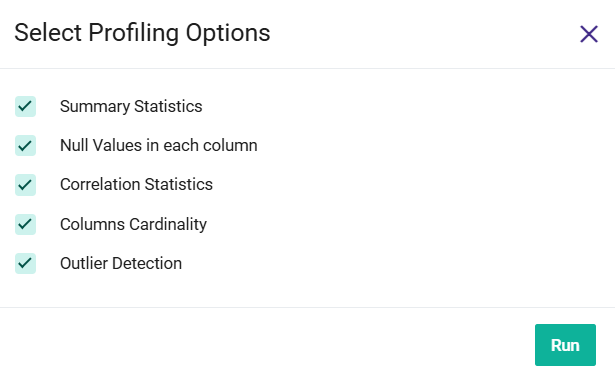 Select Profiling Options
Summary Statistics
Null Values in each column
Correlation Statistics
Columns Cardinality
Outlier Detection
Run